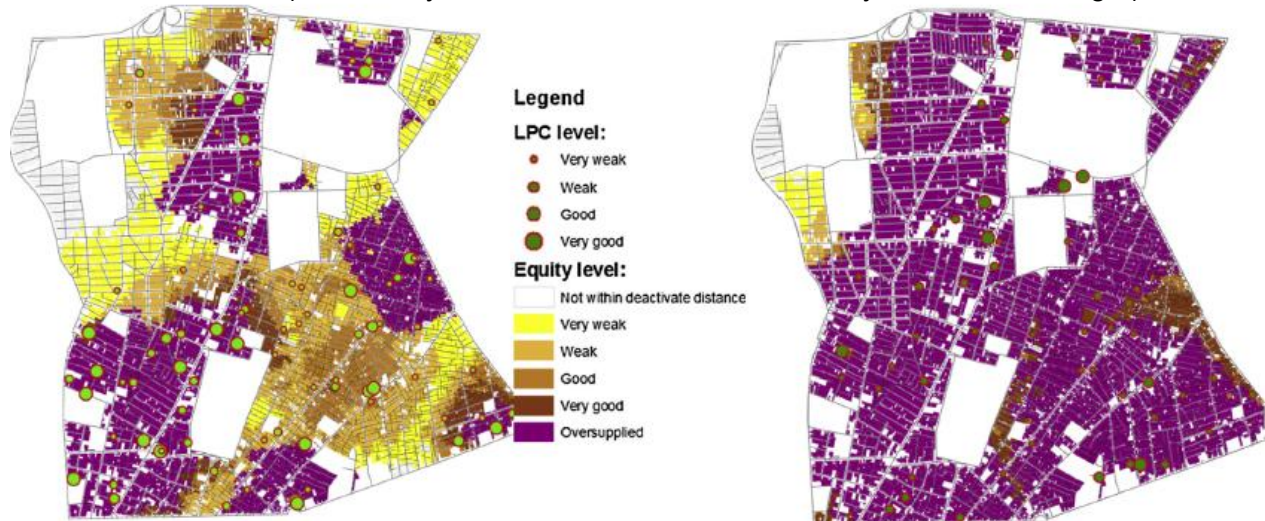 Legend
LPC level:
Very weak
Weak
Good
Very good
Equity level:
Not within deactivate distance
Very weak
Weak
Good
Very good
Oversupplied